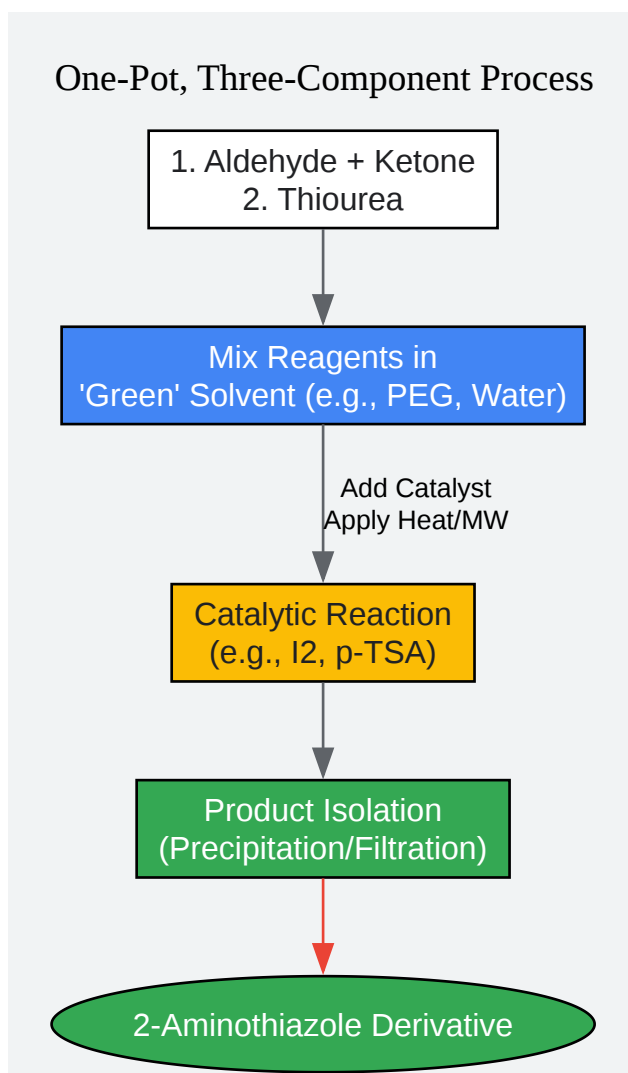 One-Pot, Three-Component Process
1. Aldehyde + Ketone
2. Thiourea
Mix Reagents in
'Green' Solvent (e.g., PEG, Water)
Add Catalyst
Apply Heat/MW
Catalytic Reaction
(e.g., I2, p-TSA)
Product Isolation
(Precipitation/Filtration)
2-Aminothiazole Derivative